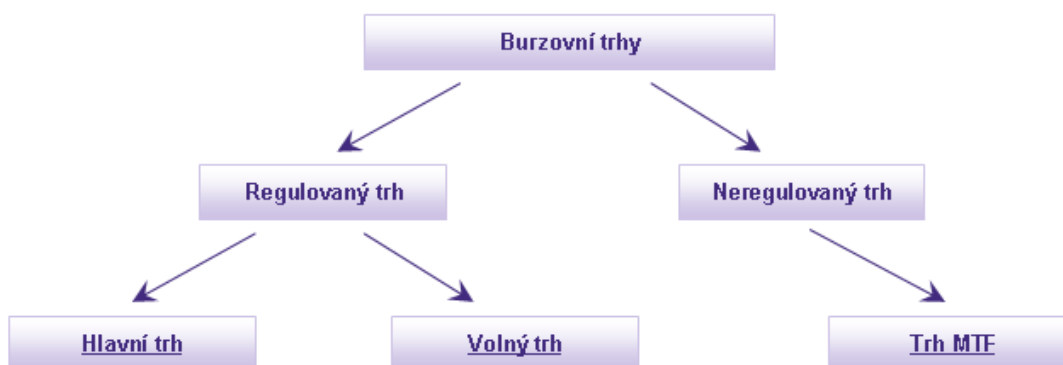 Burzovní trhy
Regulovaný trh
Neregulovaný trh
Hlavní trh
Volný trh
Trh MTF